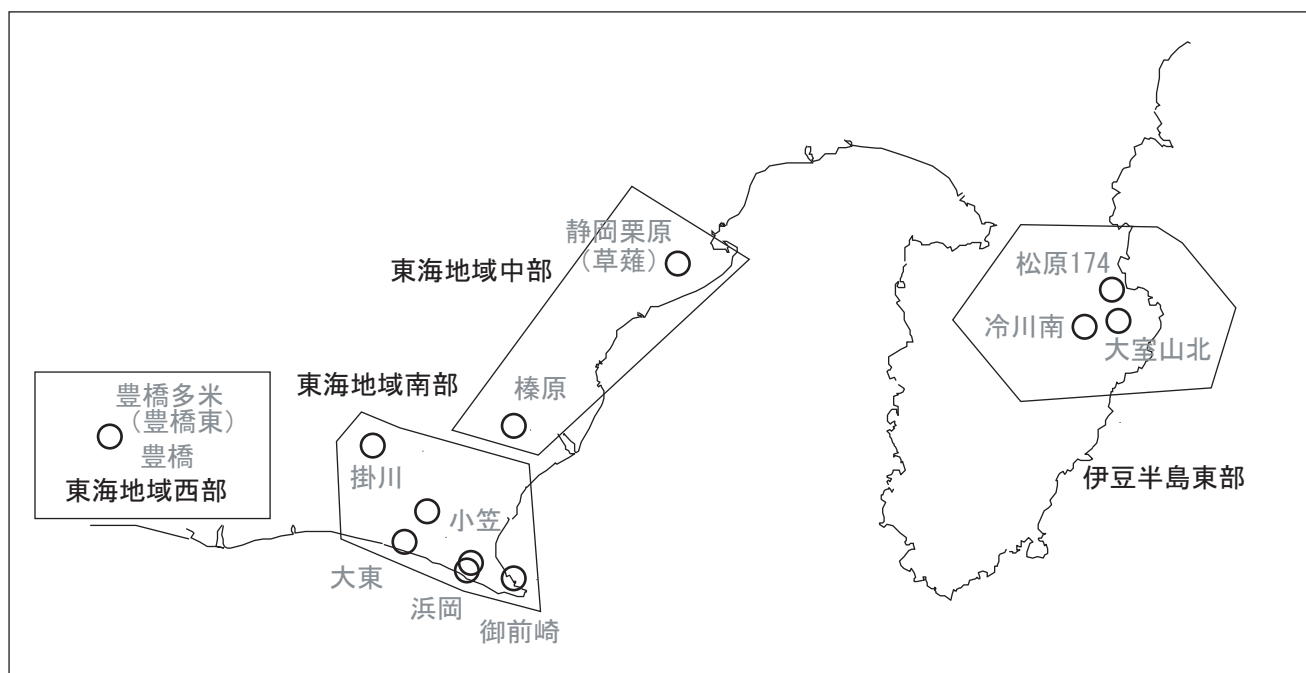 静岡栗原
(草薙)
東海地域中部
松原174
冷川南
大室山北
東海地域南部
榛原
豊橋多米
(豊橋東)
豊橋
東海地域西部
掛川
小笠
伊豆半島東部
大東
浜岡
御前崎